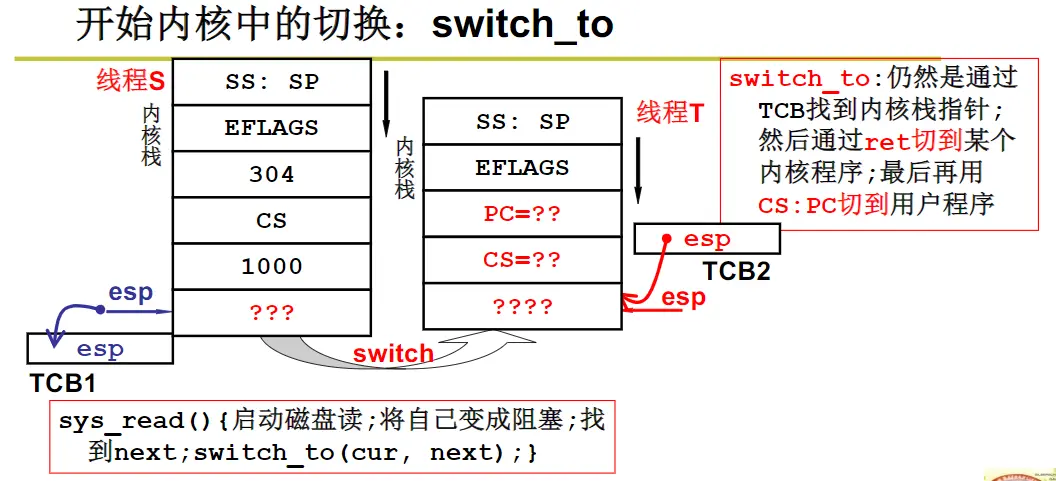 开始内核中的切换：switch_to
线程S
内核栈
SS: SP
EFLAGS
304
CS
1000
???
esp
esp
TCB1
内核栈
SS: SP
EFLAGS
PC=??
CS=??
????
线程T
esp
TCB2
esp
switch
switch_to:仍然是通过
TCB找到内核栈指针;
然后通过ret切到某个
内核程序;最后再用
CS:PC切到用户程序
sys_read(){启动磁盘读;将自己变成阻塞;找
到next;switch_to(cur, next);}